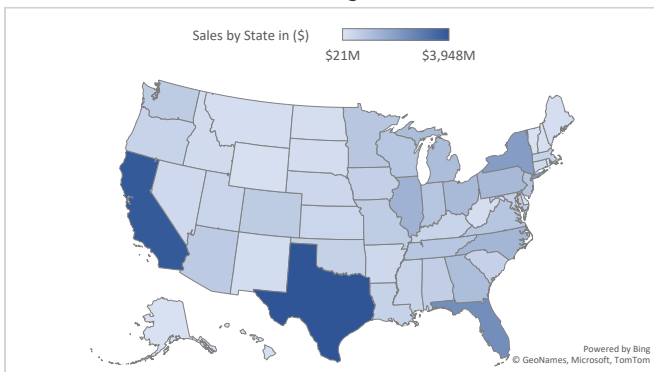 Sales by State in ($)
$21M $3,948M
Powered by Bing
© GeoNames, Microsoft, TomTom